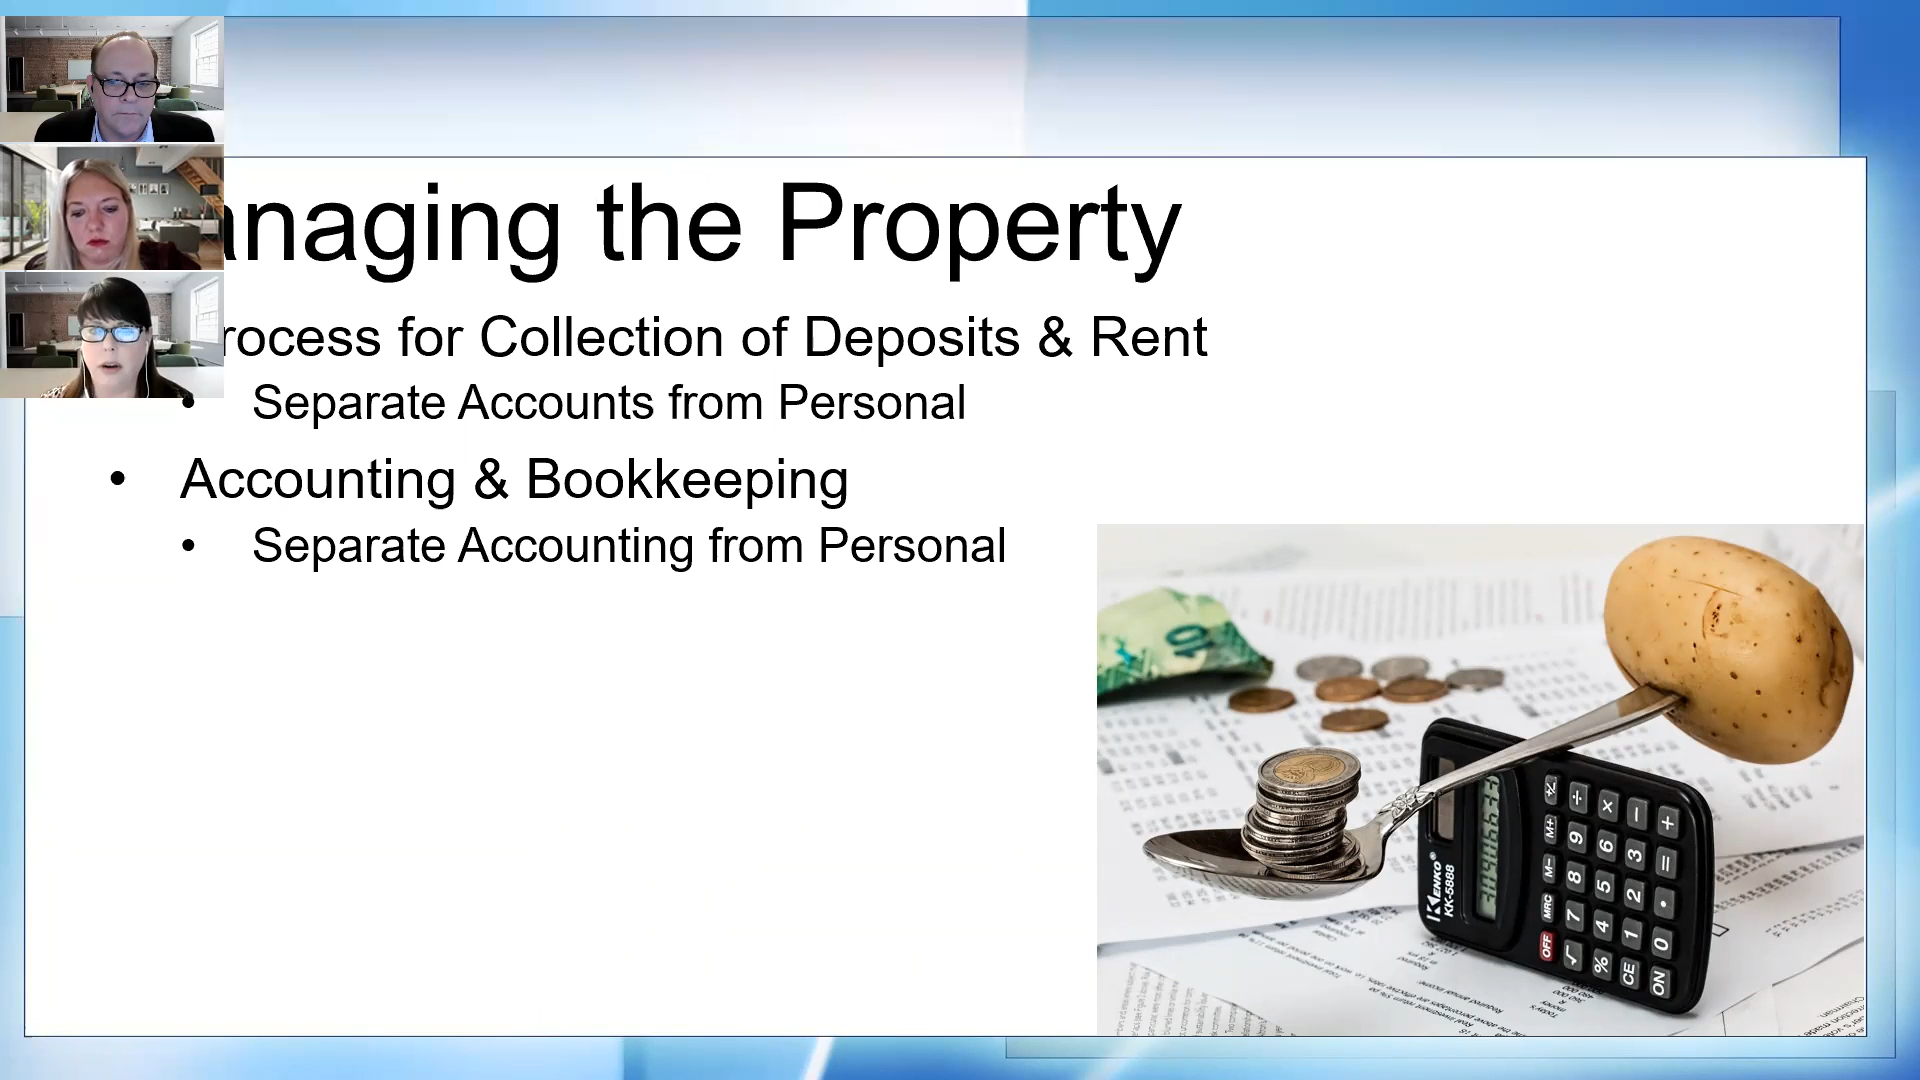 anaging the Property
rocess for Collection of Deposits & Rent
• Separate Accounts from Personal
• Accounting & Bookkeeping
• Separate Accounting from Personal
10
KENKO
KK-5888
OFF MRC M- M+
√ 7 8 9 ÷
% 4 5 6 ×
CE 1 2 3 −
ON 0 • = +